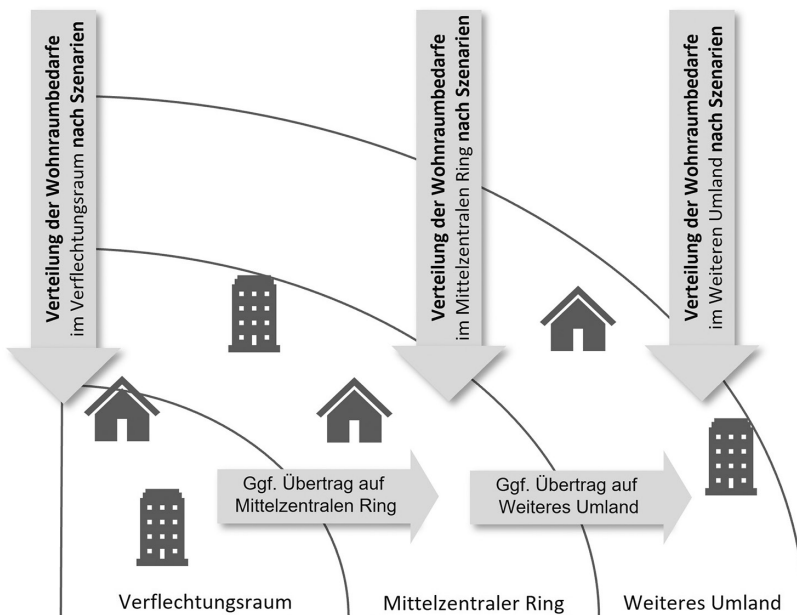 Verteilung der Wohnraumbedarfe
im Verflechtungsraum nach Szenarien
Verteilung der Wohnraumbedarfe
im Mittelzentralen Ring nach Szenarien
Verteilung der Wohnraumbedarfe
im Weiteren Umland nach Szenarien
Ggf. Übertrag auf
Mittelzentralen Ring
Ggf. Übertrag auf
Weiteres Umland
Verflechtungsraum
Mittelzentraler Ring
Weiteres Umland